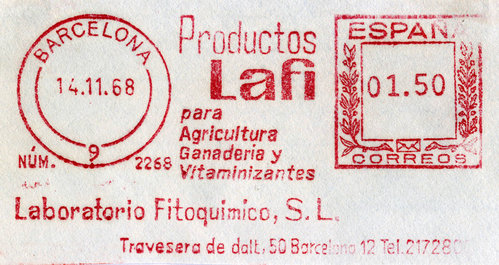 BARCELONA
14.11.68
9
NÚM. 2268
Productos
Lafi
para
Agricultura
Ganaderia y
Vitaminizantes
ESPAÑA
01.50
CORREOS
Laboratorio Fitoquimico, S. L.
Travesera de dalt, 50 Barcelona 12 Tel.